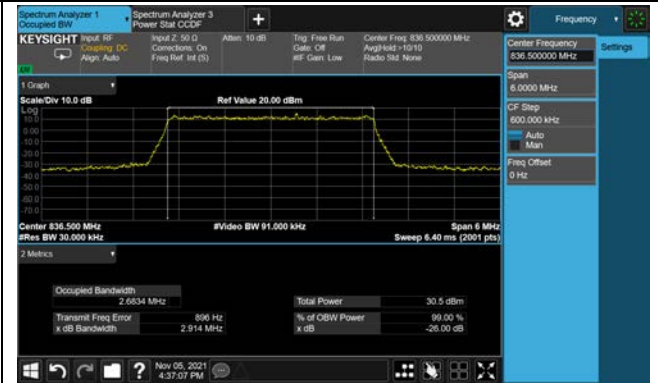 Spectrum Analyzer 1
Occupied BW
Spectrum Analyzer 3
Power Stat CCDF
+
Frequency
KEYSIGHT
Input: RF
Coupling: DC
Align: Auto
Input Z: 50 Ω
Corrections: On
Freq Ref: Int (S)
Atten: 10 dB
Trig: Free Run
Gate: Off
#IF Gain: Low
Center Freq: 836.500000 MHz
Avg|Hold:>10/10
Radio Std: None
Center Frequency
836.500000 MHz
Settings
Span
6.0000 MHz
CF Step
600.000 kHz
Auto
Man
Freq Offset
0 Hz
1 Graph
Scale/Div 10.0 dB
Ref Value 20.00 dBm
Log
10.0
0.00
-10.0
-20.0
-30.0
-40.0
-50.0
-60.0
-70.0
Center 836.500 MHz
#Video BW 91.000 kHz
Span 6 MHz
#Res BW 30.000 kHz
Sweep 6.40 ms (2001 pts)
2 Metrics
Occupied Bandwidth
2.6834 MHz
Total Power
30.5 dBm
Transmit Freq Error
896 Hz
% of OBW Power
99.00 %
x dB Bandwidth
2.914 MHz
x dB
-26.00 dB
?
Nov 05, 2021
4:37:07 PM